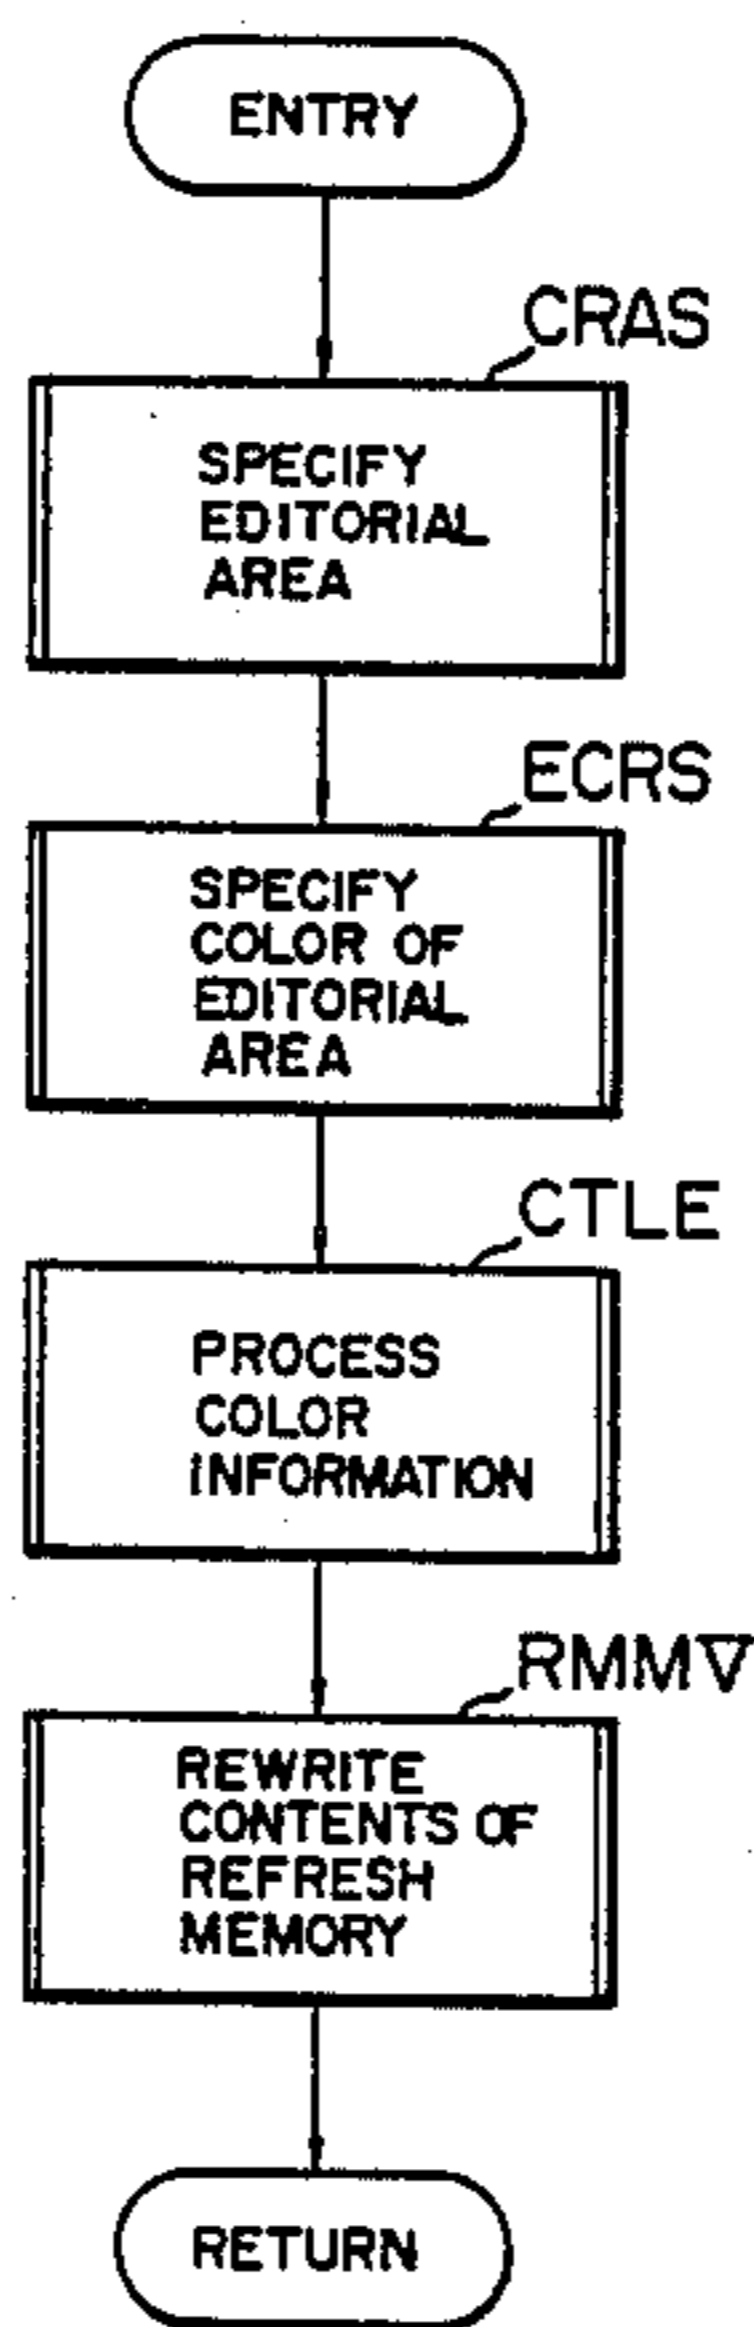 ENTRY
CRAS
SPECIFY
EDITORIAL
AREA
ECRS
SPECIFY
COLOR OF
EDITORIAL
AREA
CTLE
PROCESS
COLOR
INFORMATION
RMMV
REWRITE
CONTENTS OF
REFRESH
MEMORY
RETURN